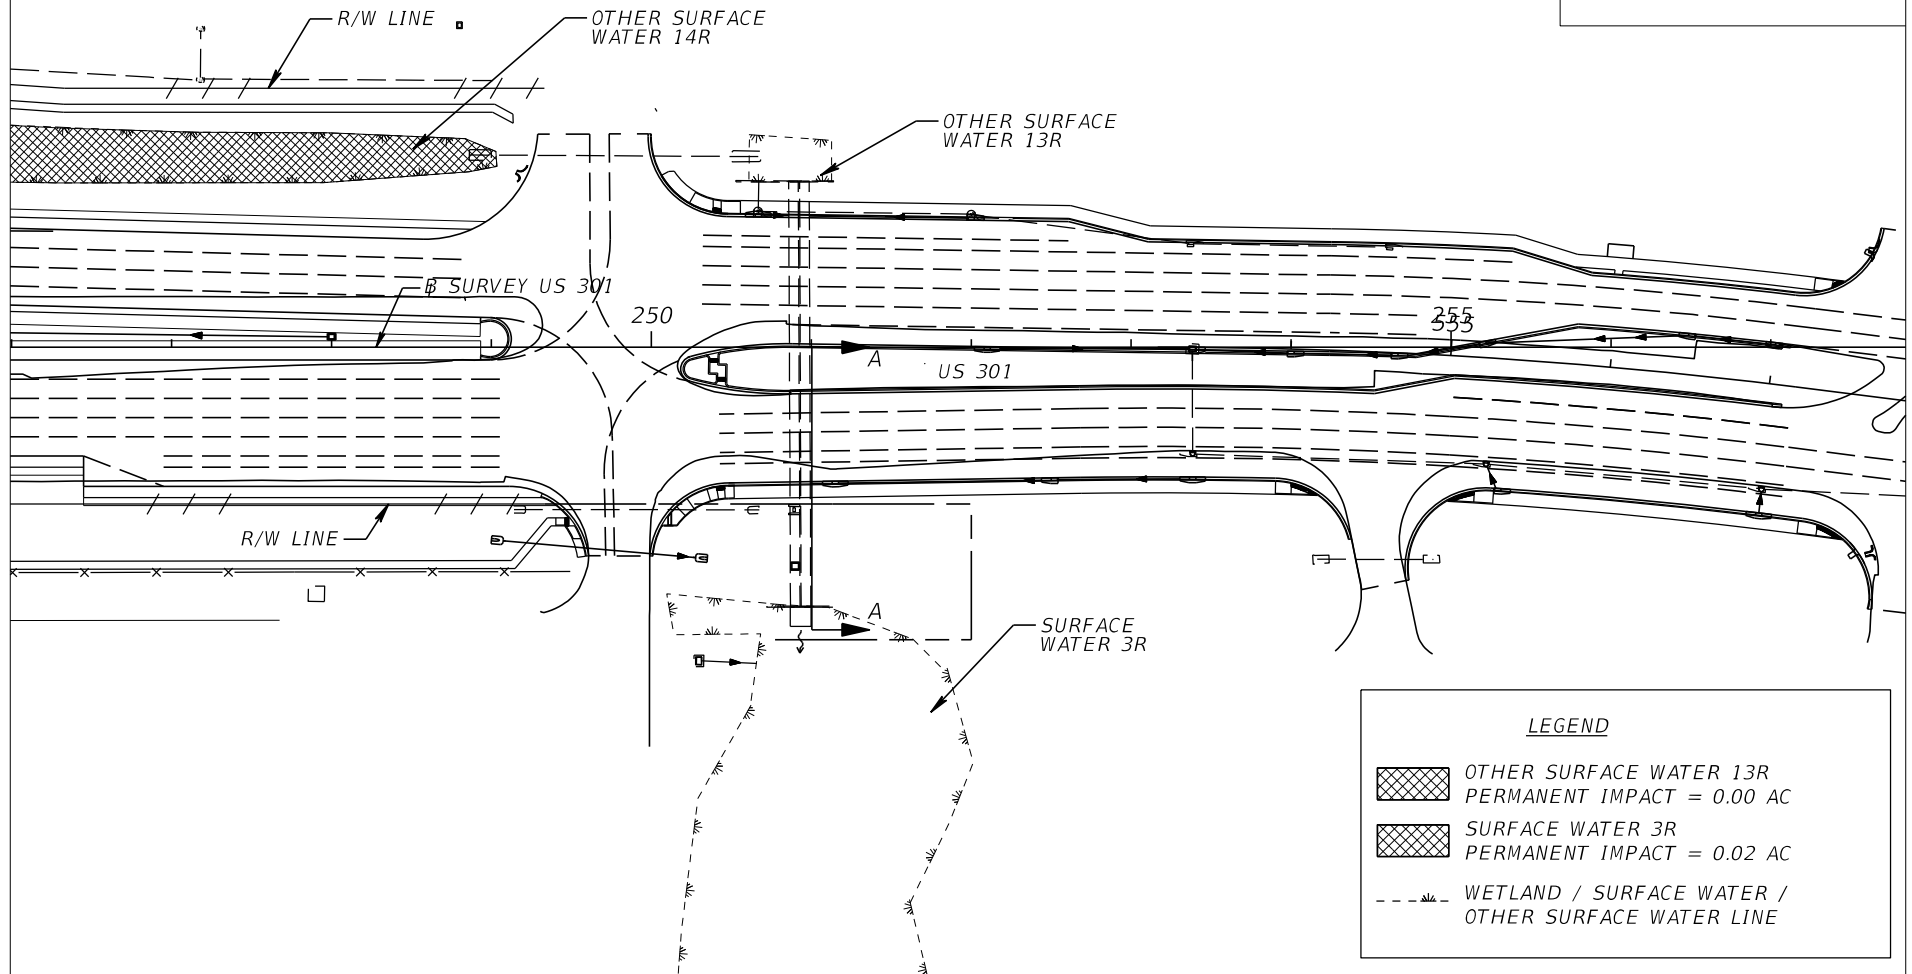 R/W LINE
OTHER SURFACE
WATER 14R
OTHER SURFACE
WATER 13R
B SURVEY US 301
250
255
A
US 301
R/W LINE
A
SURFACE
WATER 3R
LEGEND
OTHER SURFACE WATER 13R
PERMANENT IMPACT = 0.00 AC
SURFACE WATER 3R
PERMANENT IMPACT = 0.02 AC
WETLAND / SURFACE WATER /
OTHER SURFACE WATER LINE